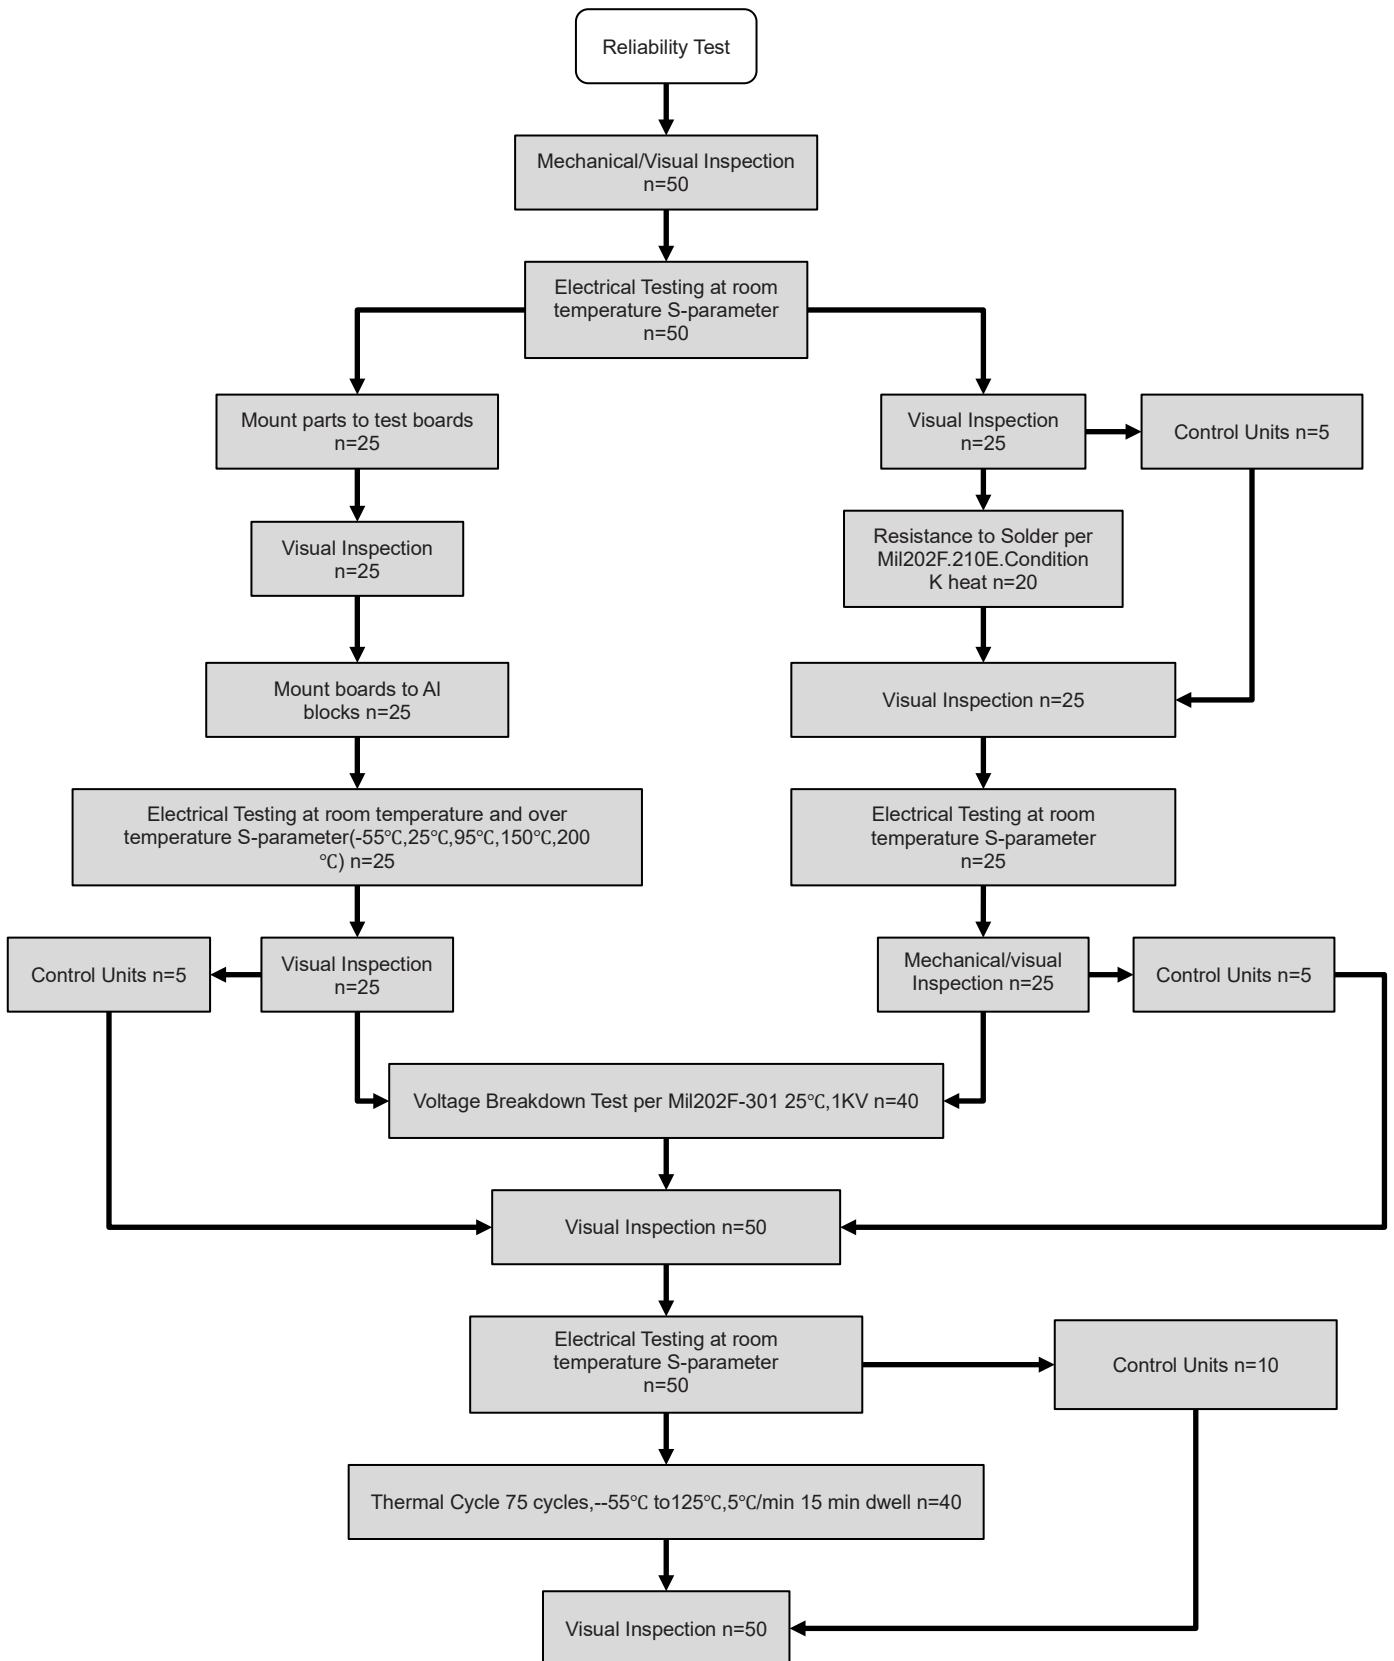 Reliability Test
Mechanical/Visual Inspection
n=50
Electrical Testing at room
temperature S-parameter
n=50
Mount parts to test boards
n=25
Visual Inspection
n=25
Control Units n=5
Visual Inspection
n=25
Resistance to Solder per
Mil202F.210E.Condition
K heat n=20
Mount boards to Al
blocks n=25
Visual Inspection n=25
Electrical Testing at room temperature and over
temperature S-parameter(-55℃,25℃,95℃,150℃,200
℃) n=25
Electrical Testing at room
temperature S-parameter
n=25
Control Units n=5
Visual Inspection
n=25
Mechanical/visual
Inspection n=25
Control Units n=5
Voltage Breakdown Test per Mil202F-301 25℃,1KV n=40
Visual Inspection n=50
Electrical Testing at room
temperature S-parameter
n=50
Control Units n=10
Thermal Cycle 75 cycles,--55℃ to125℃,5℃/min 15 min dwell n=40
Visual Inspection n=50